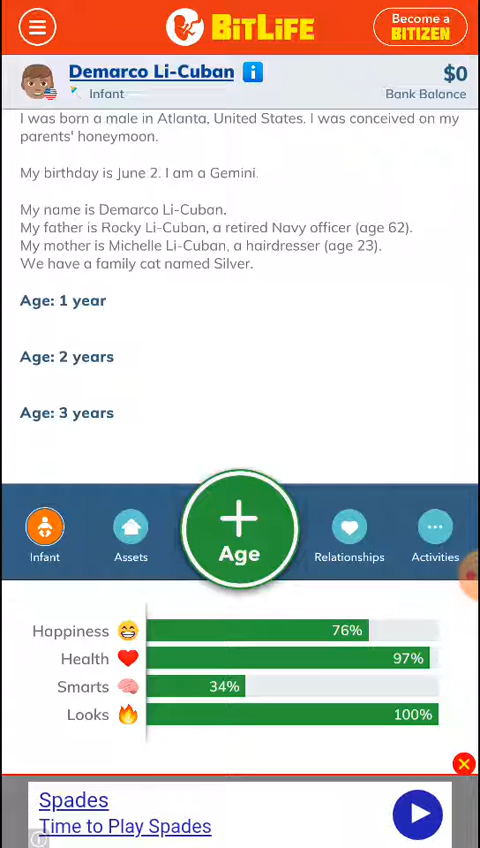 BitLife
Become a
BITIZEN
Demarco Li-Cuban
$0
Infant
Bank Balance
I was born a male in Atlanta, United States. I was conceived on my
parents' honeymoon.
My birthday is June 2. I am a Gemini.
My name is Demarco Li-Cuban.
My father is Rocky Li-Cuban, a retired Navy officer (age 62).
My mother is Michelle Li-Cuban, a hairdresser (age 23).
We have a family cat named Silver.
Age: 1 year
Age: 2 years
Age: 3 years
Infant
Assets
Age
Relationships
Activities
Happiness 76%
Health 97%
Smarts 34%
Looks 100%
Spades
Time to Play Spades